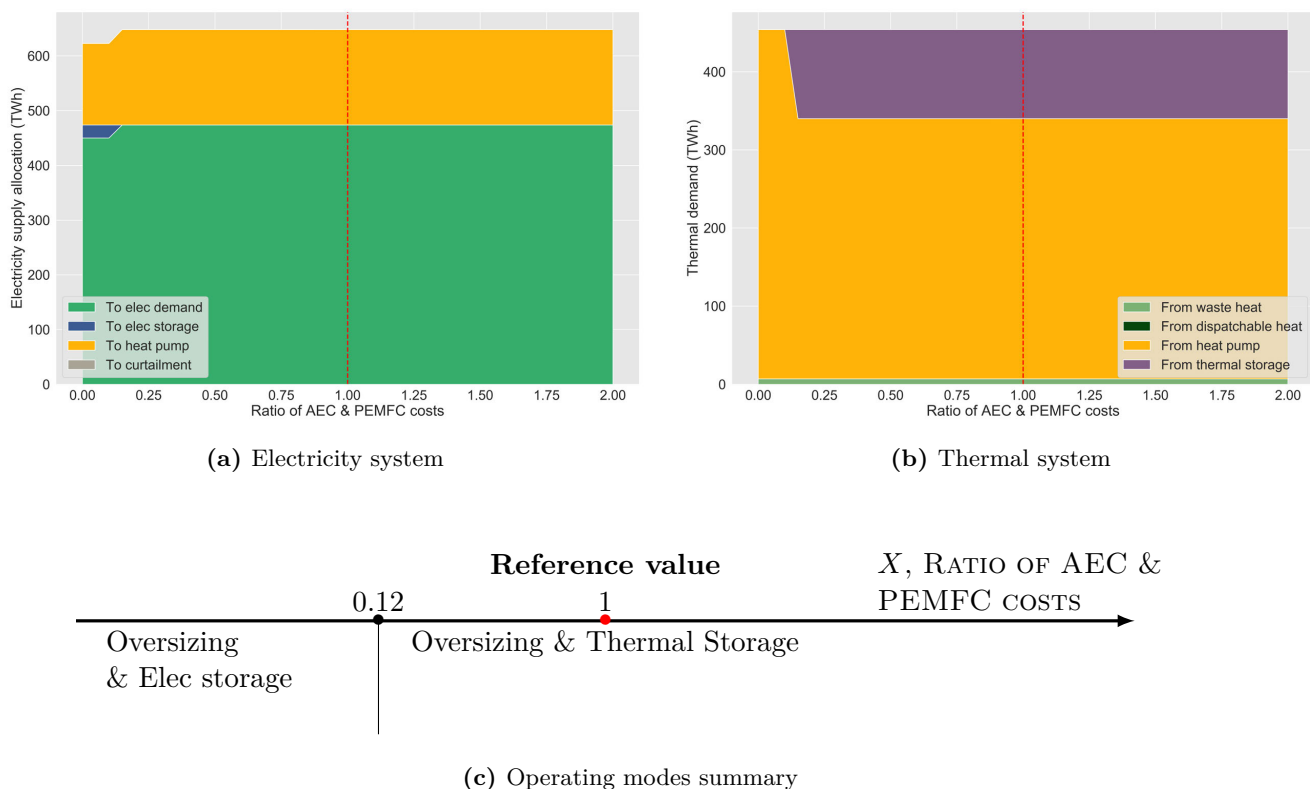 Electricity supply allocation (TWh)
600
500
400
300
200
100
0
To elec demand
To elec storage
To heat pump
To curtailment
0.00 0.25 0.50 0.75 1.00 1.25 1.50 1.75 2.00
Ratio of AEC & PEMFC costs
(a) Electricity system
Thermal demand (TWh)
400
300
200
100
0
From waste heat
From dispatchable heat
From heat pump
From thermal storage
0.00 0.25 0.50 0.75 1.00 1.25 1.50 1.75 2.00
Ratio of AEC & PEMFC costs
(b) Thermal system
Reference value
X, Ratio of AEC &
PEMFC costs
0.12
1
Oversizing
& Elec storage
Oversizing & Thermal Storage
(c) Operating modes summary